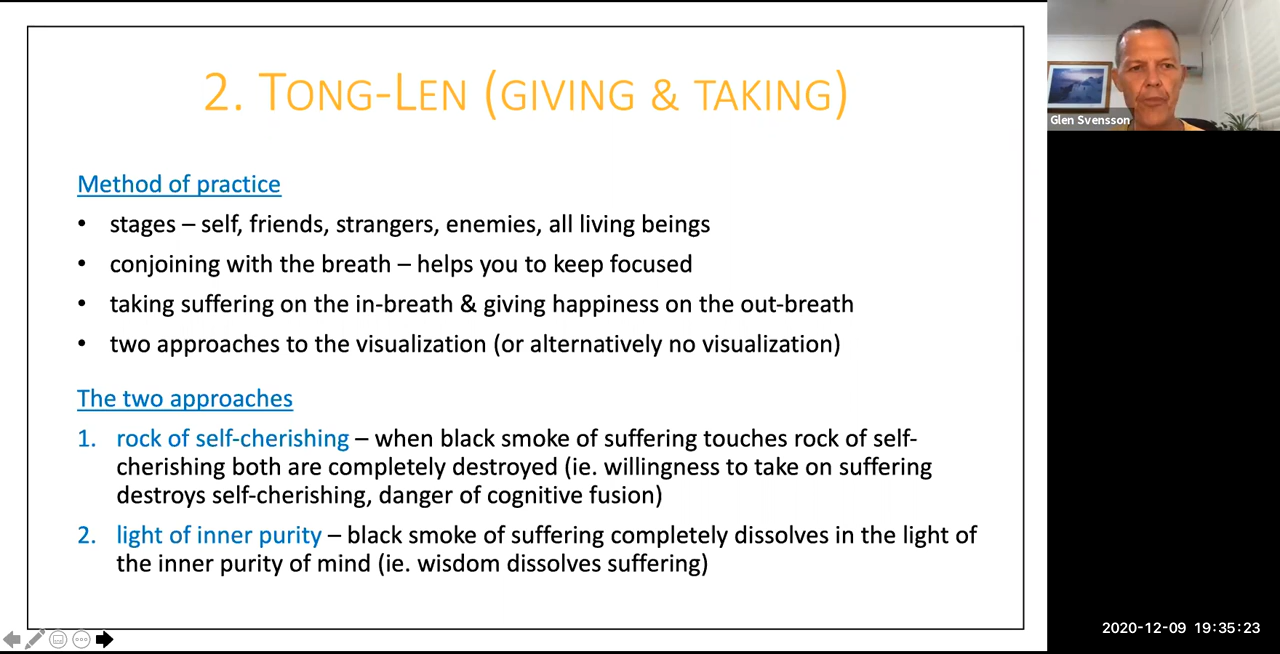 2. TONG-LEN (GIVING & TAKING)
Glen Svensson
Method of practice
• stages – self, friends, strangers, enemies, all living beings
• conjoining with the breath – helps you to keep focused
• taking suffering on the in-breath & giving happiness on the out-breath
• two approaches to the visualization (or alternatively no visualization)
The two approaches
1. rock of self-cherishing – when black smoke of suffering touches rock of self-
cherishing both are completely destroyed (ie. willingness to take on suffering
destroys self-cherishing, danger of cognitive fusion)
2. light of inner purity – black smoke of suffering completely dissolves in the light of
the inner purity of mind (ie. wisdom dissolves suffering)
2020-12-09 19:35:23